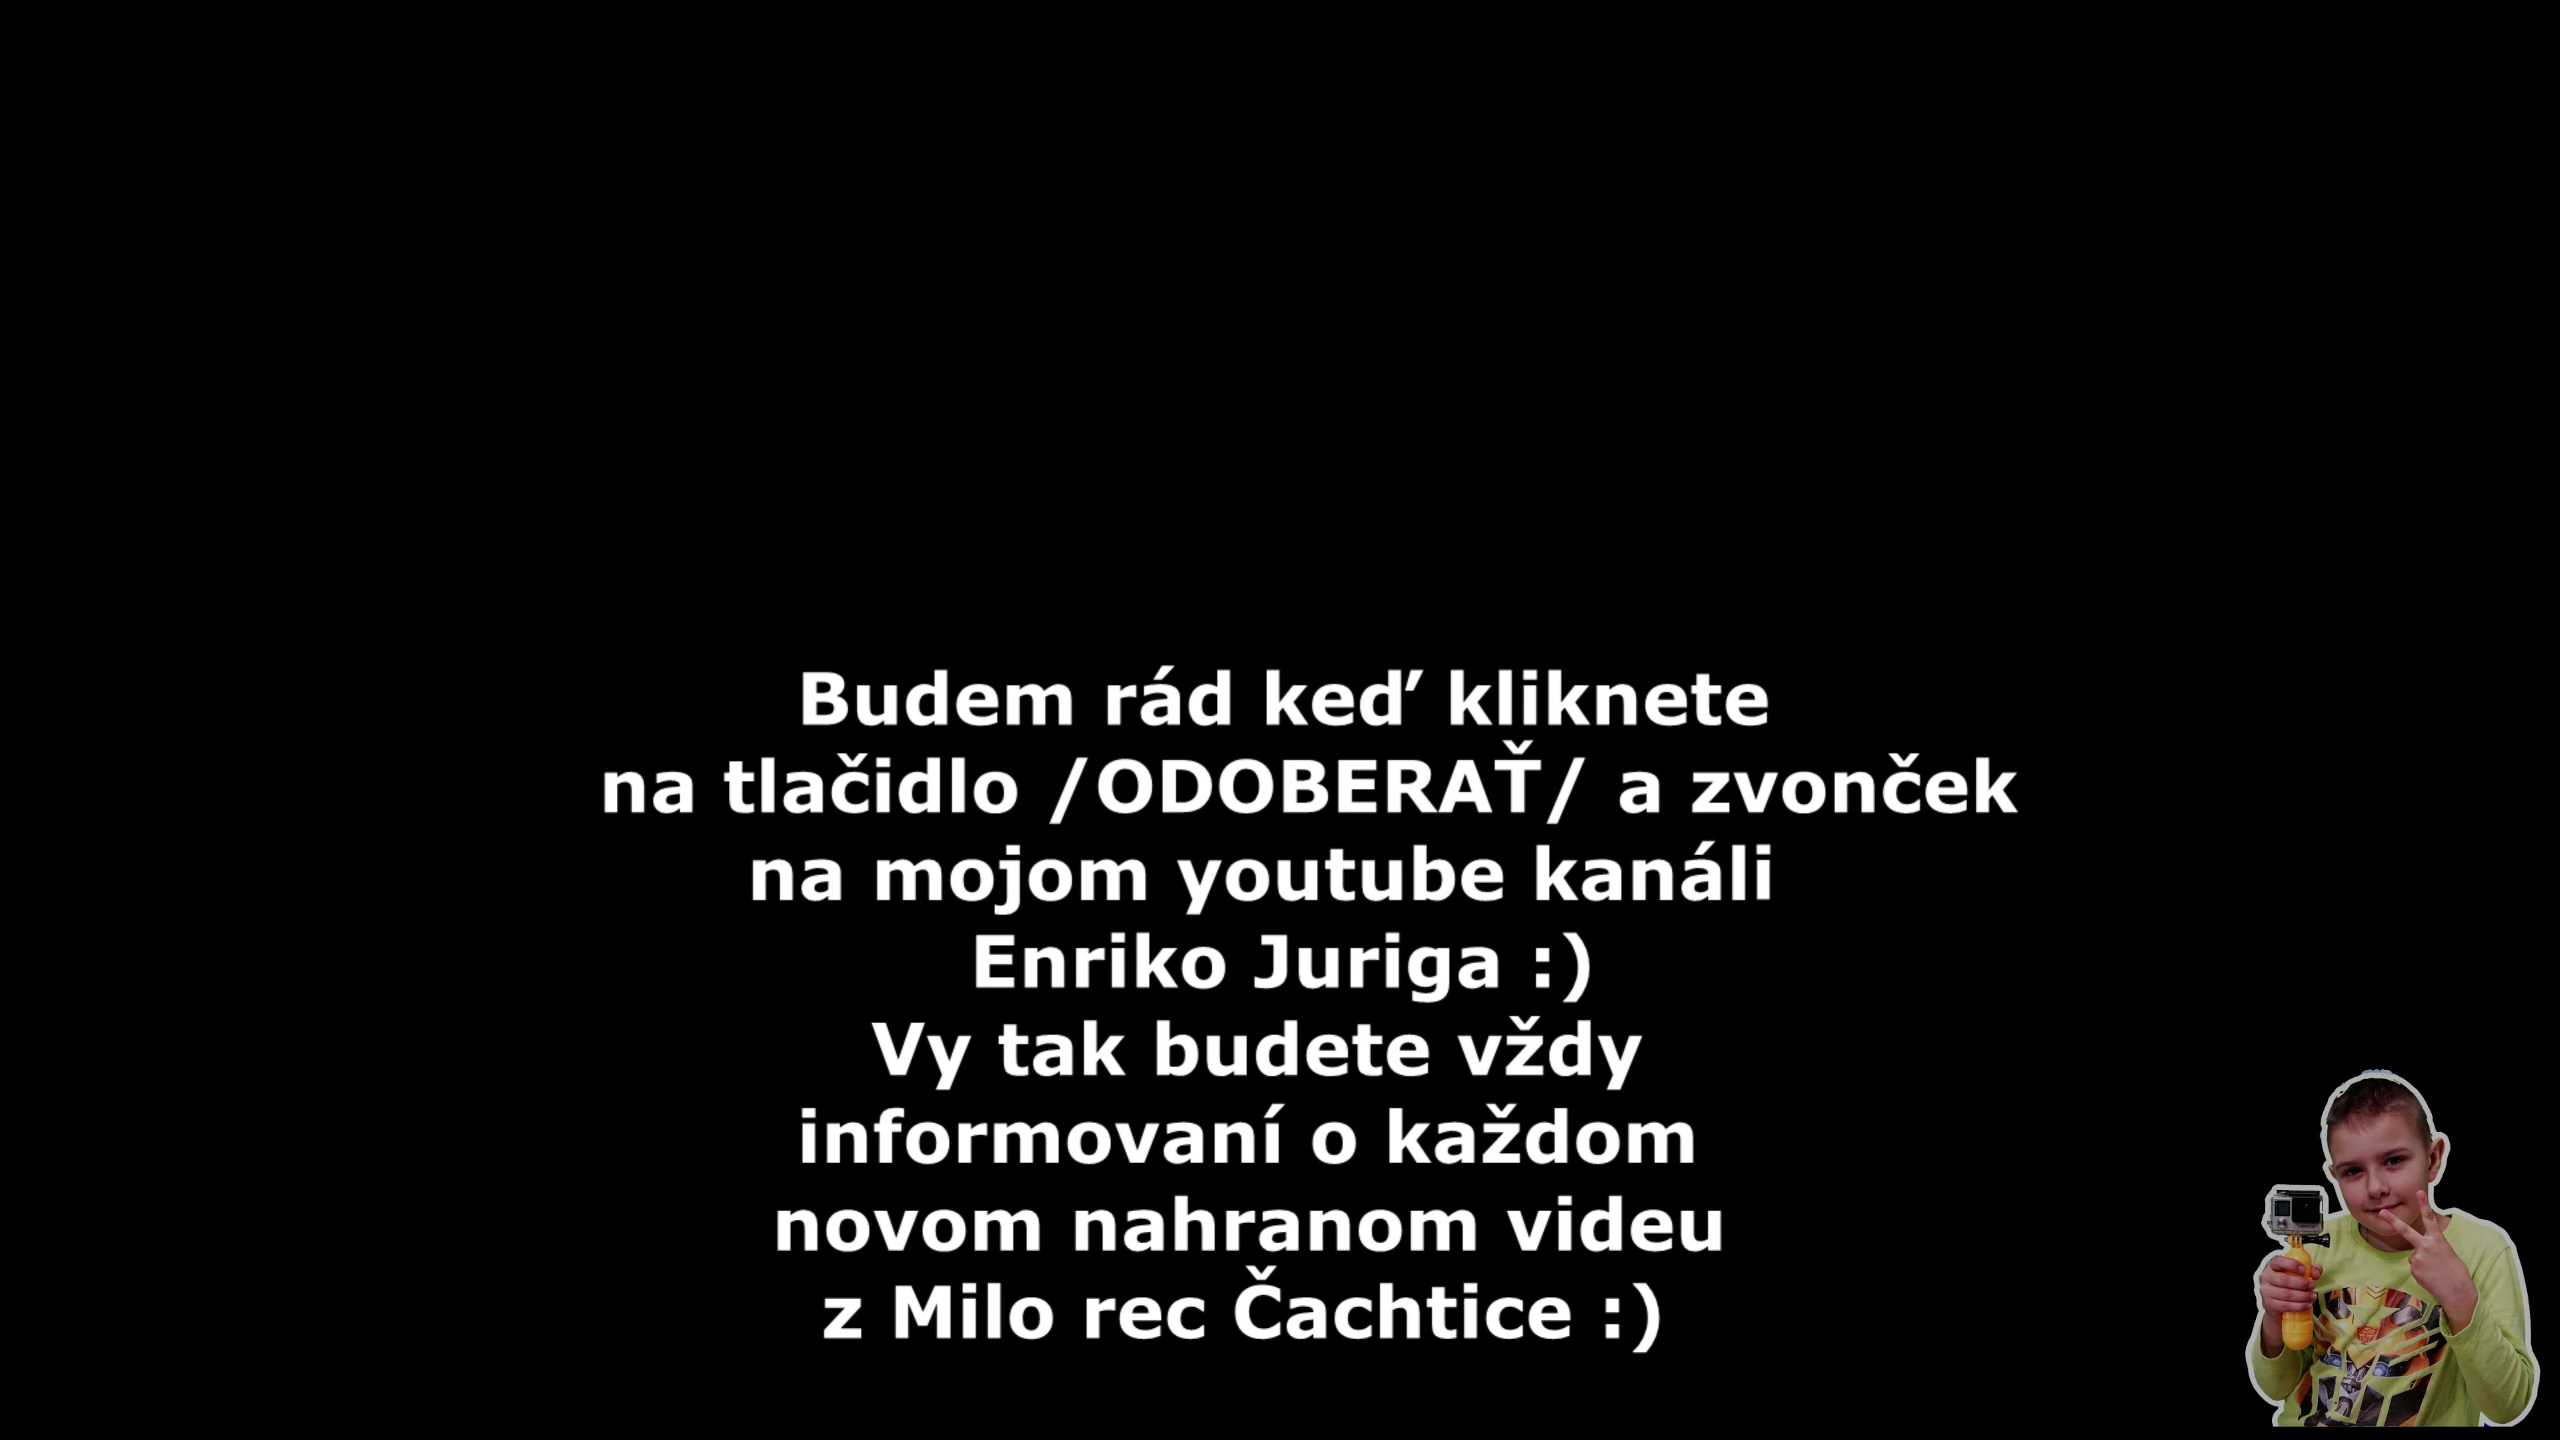 Budem rád keď kliknete
na tlačidlo /ODOBERAŤ/ a zvonček
na mojom youtube kanáli
Enriko Juriga :)
Vy tak budete vždy
informovaní o každom
novom nahranom videu
z Milo rec Čachtice :)